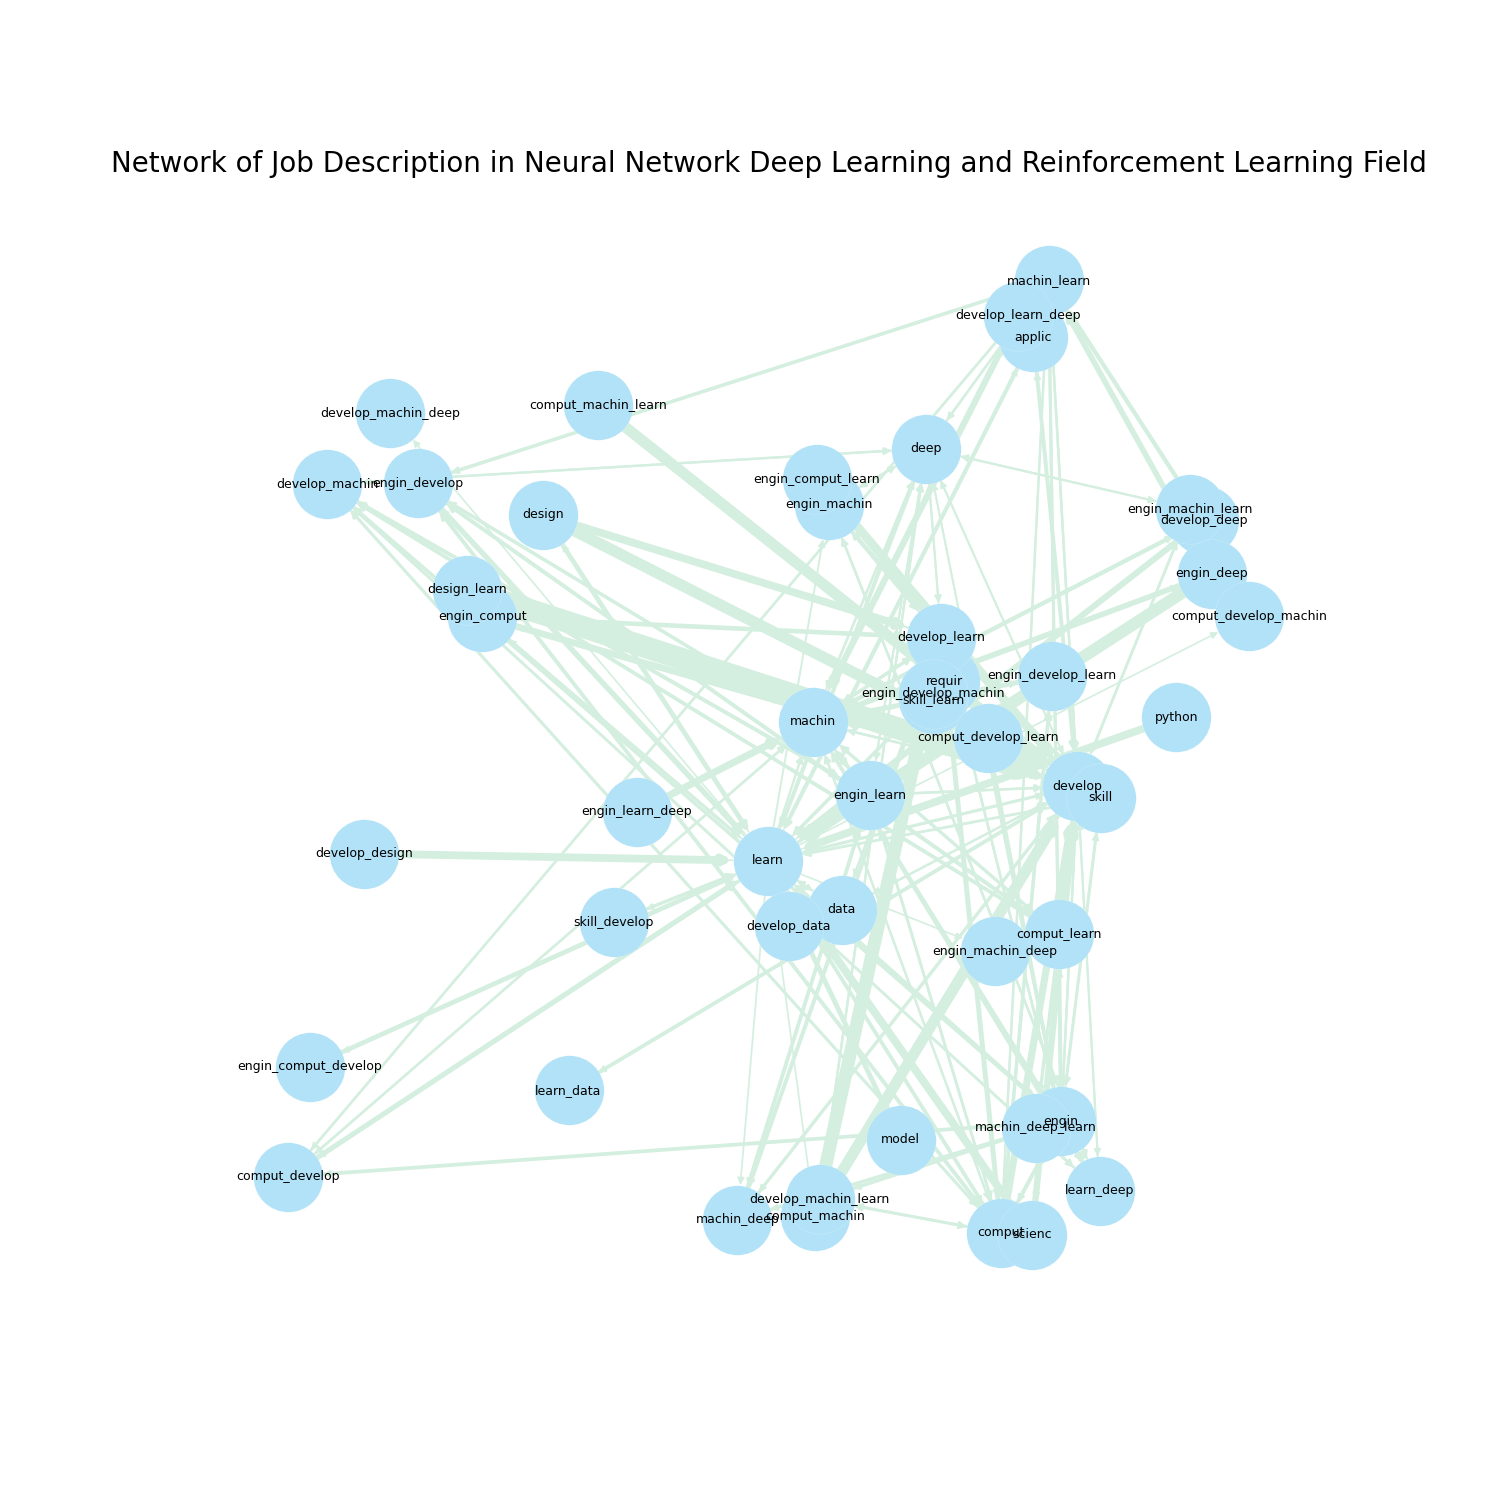 Network of Job Description in Neural Network Deep Learning and Reinforcement Learning Field
machin_learn
develop_learn_deep
applic
develop_machin_deep
comput_machin_learn
deep
develop_machin
engin_develop
engin_comput_learn
engin_machin
design
engin_machin_learn
develop_deep
engin_deep
design_learn
engin_comput
comput_develop_machin
develop_learn
requir
engin_develop_learn
engin_develop_machin
skill_learn
machin
python
comput_develop_learn
develop
skill
engin_learn
engin_learn_deep
develop_design
learn
data
skill_develop
develop_data
comput_learn
engin_machin_deep
engin_comput_develop
learn_data
engin
machin_deep_learn
model
comput_develop
learn_deep
develop_machin_learn
comput_machin
machin_deep
comput
scienc